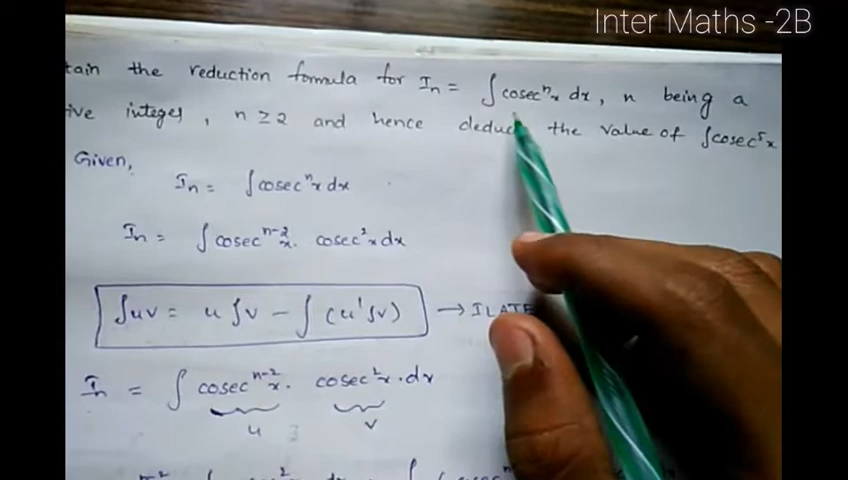 Inter Maths -2B
tain the reduction formula for Iₙ = ∫cosecⁿx dx, n being a
ive integer, n ≥ 2 and hence deduc the value of ∫cosec⁵x
Given,
Iₙ = ∫cosecⁿx dx
Iₙ = ∫cosecⁿ⁻²x. cosec²x dx
∫uv = u∫v - ∫(u'∫v) → ILATE
Iₙ = ∫cosecⁿ⁻²x. cosec²x.dx
u v